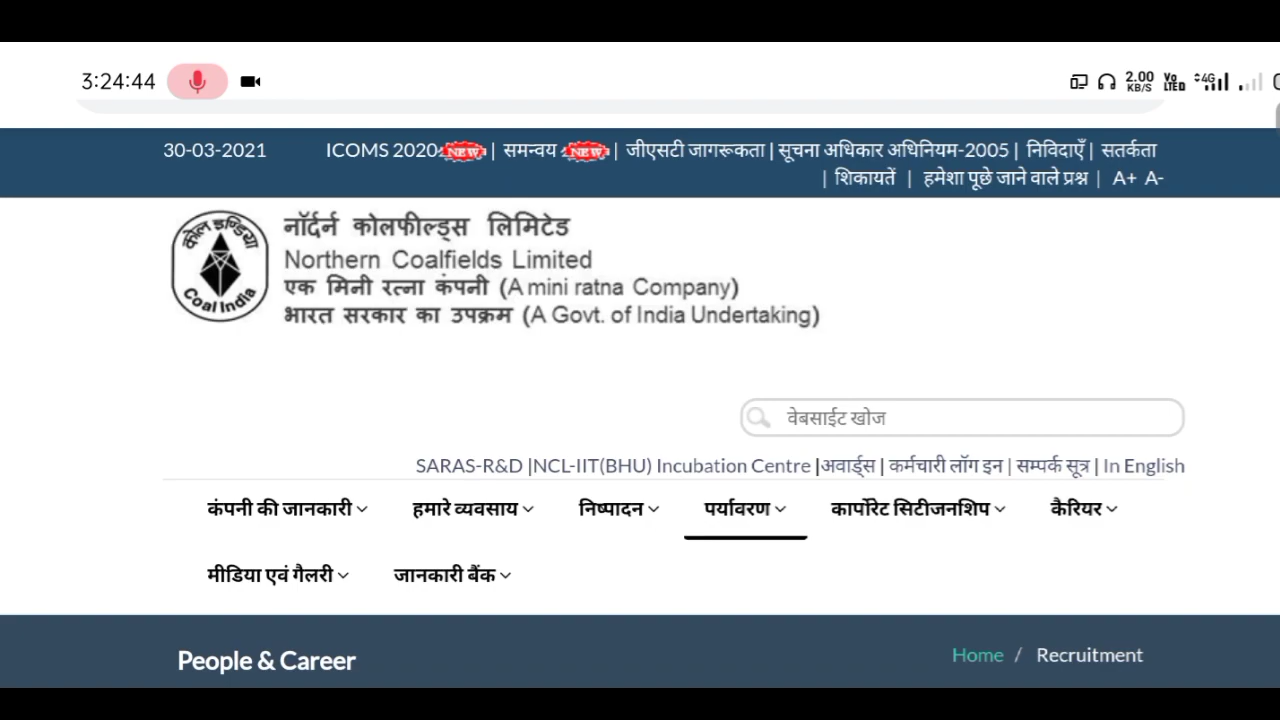 3:24:44
2.00 KB/S VoLTE 4G
30-03-2021 ICOMS 2020 NEW | समन्वय NEW | जीएसटी जागरूकता | सूचना अधिकार अधिनियम-2005 | निविदाएँ | सतर्कता
| शिकायतें | हमेशा पूछे जाने वाले प्रश्न | A+ A-
कोल इण्डिया
Coal India
नॉर्दर्न कोलफील्ड्स लिमिटेड
Northern Coalfields Limited
एक मिनी रत्ना कंपनी (A mini ratna Company)
भारत सरकार का उपक्रम (A Govt. of India Undertaking)
वेबसाईट खोज
SARAS-R&D |NCL-IIT(BHU) Incubation Centre |अवार्ड्स | कर्मचारी लॉग इन | सम्पर्क सूत्र | In English
कंपनी की जानकारी हमारे व्यवसाय निष्पादन पर्यावरण कार्पोरेट सिटीजनशिप कैरियर
मीडिया एवं गैलरी जानकारी बैंक
People & Career Home / Recruitment